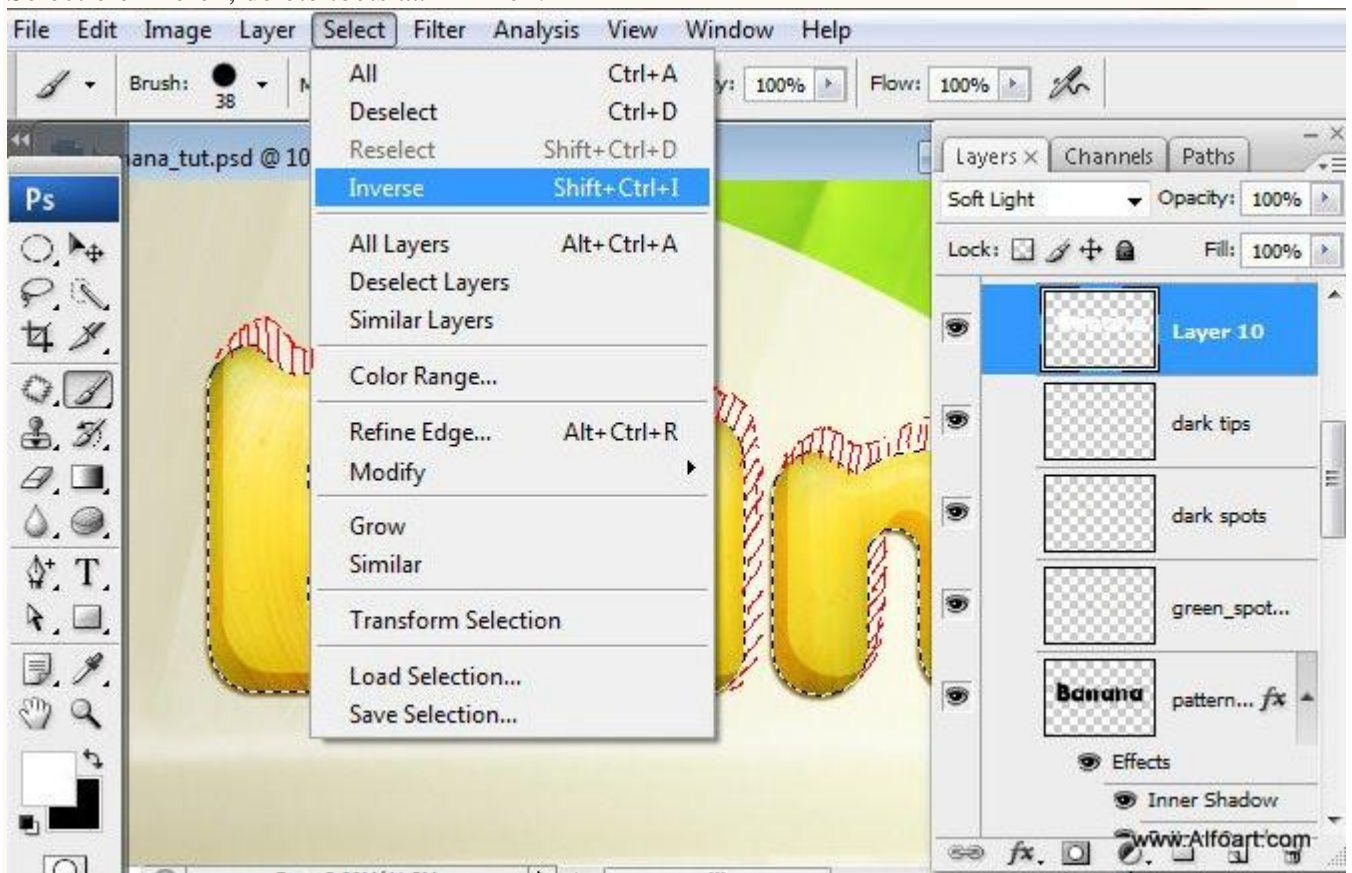 File Edit Image Layer Select Filter Analysis View Window Help
Brush: 38 100% Flow: 100%
ana_tut.psd @ 10
Ps
All Ctrl+A
Deselect Ctrl+D
Reselect Shift+Ctrl+D
Inverse Shift+Ctrl+I
All Layers Alt+Ctrl+A
Deselect Layers
Similar Layers
Color Range...
Refine Edge... Alt+Ctrl+R
Modify
Grow
Similar
Transform Selection
Load Selection...
Save Selection...
Layers × Channels Paths
Soft Light Opacity: 100%
Lock: Fill: 100%
Layer 10
dark tips
dark spots
green_spot...
Banana pattern... fx
Effects
Inner Shadow
fx.
www.Alfoart.com